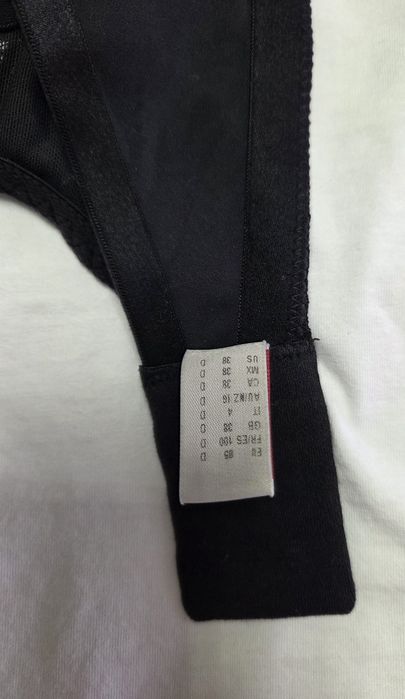 EU 85 D
FR/ES 100 D
GB 38 D
IT 4 D
AU/NZ 16 D
CA 38 D
MX 38 D
US 38 D